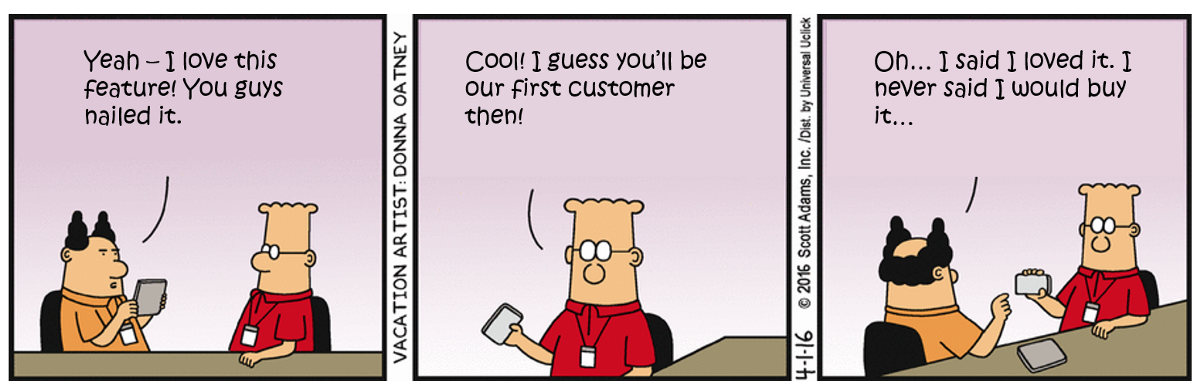 Yeah – I love this
feature! You guys
nailed it.
VACATION ARTIST: DONNA OATNEY
Cool! I guess you'll be
our first customer
then!
4-1-16 © 2016 Scott Adams, Inc. /Dist. by Universal Uclick
Oh... I said I loved it. I
never said I would buy
it...